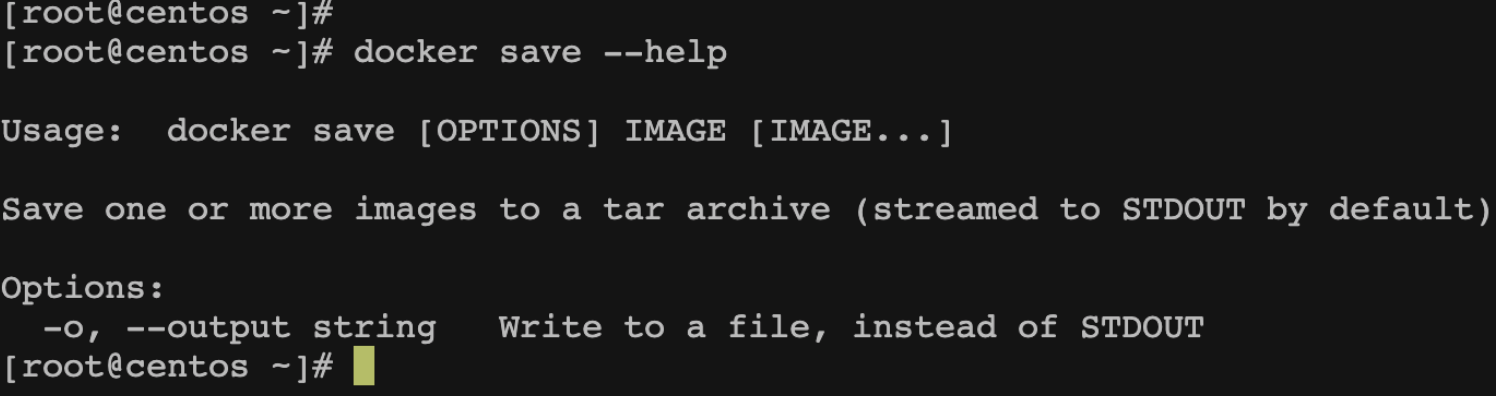 [root@centos ~]#
[root@centos ~]# docker save --help
Usage:  docker save [OPTIONS] IMAGE [IMAGE...]
Save one or more images to a tar archive (streamed to STDOUT by default)
Options:
  -o, --output string   Write to a file, instead of STDOUT
[root@centos ~]#